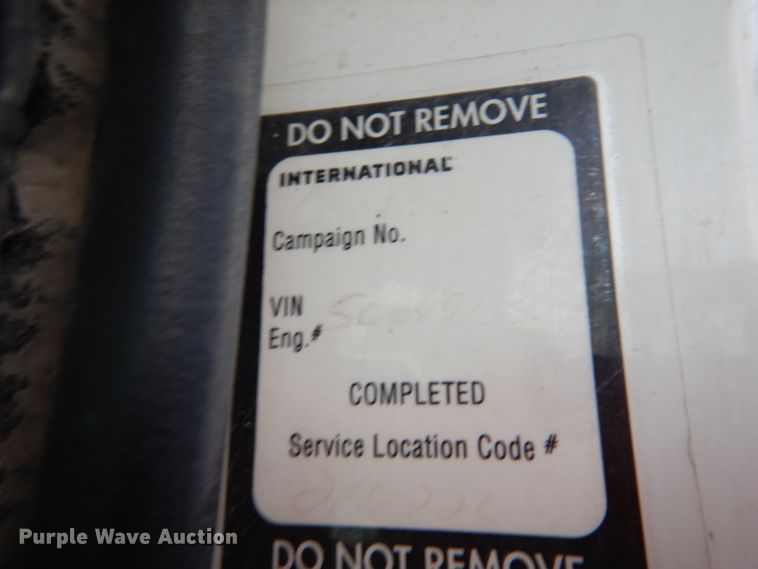 DO NOT REMOVE
INTERNATIONAL
Campaign No.
VIN
Eng.#
COMPLETED
Service Location Code #
DO NOT REMOVE
Purple Wave Auction